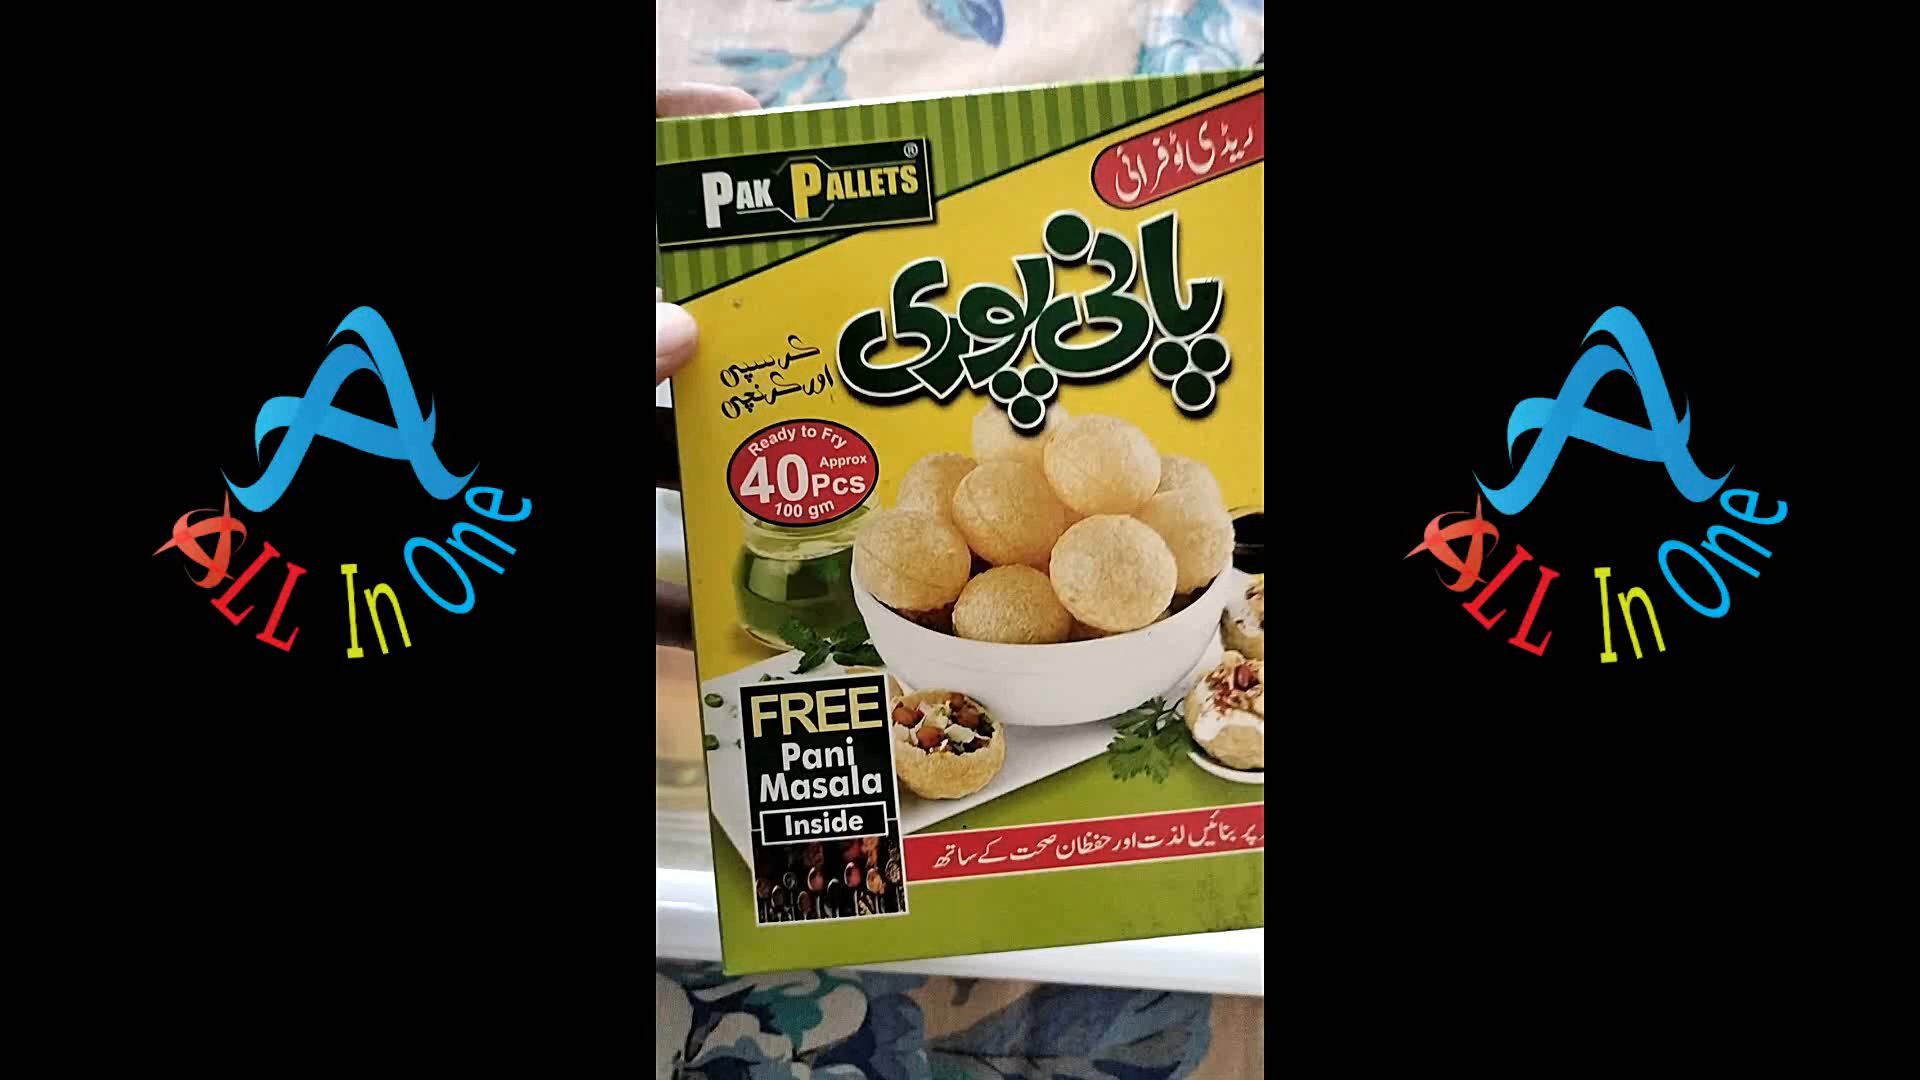 PAK PALLETS®
ریڈی ٹو فرائی
پانی پوری
کرسپی
اور کرنچی
Ready to Fry
40 Approx Pcs
100 gm
FREE
Pani
Masala
Inside
پر بنائیں لذت اور حفظان صحت کے ساتھ
ALL In One
ALL In One